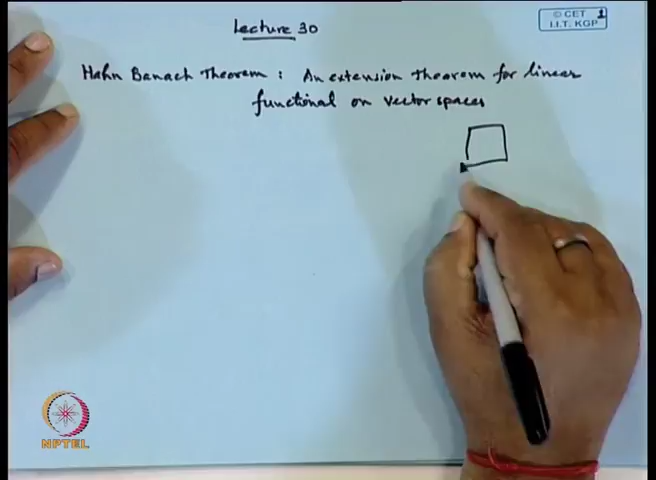 Lecture 30
© CET
I.I.T. KGP
Hahn Banach Theorem : An extension Theorem for linear
functional on vector spaces
NPTEL